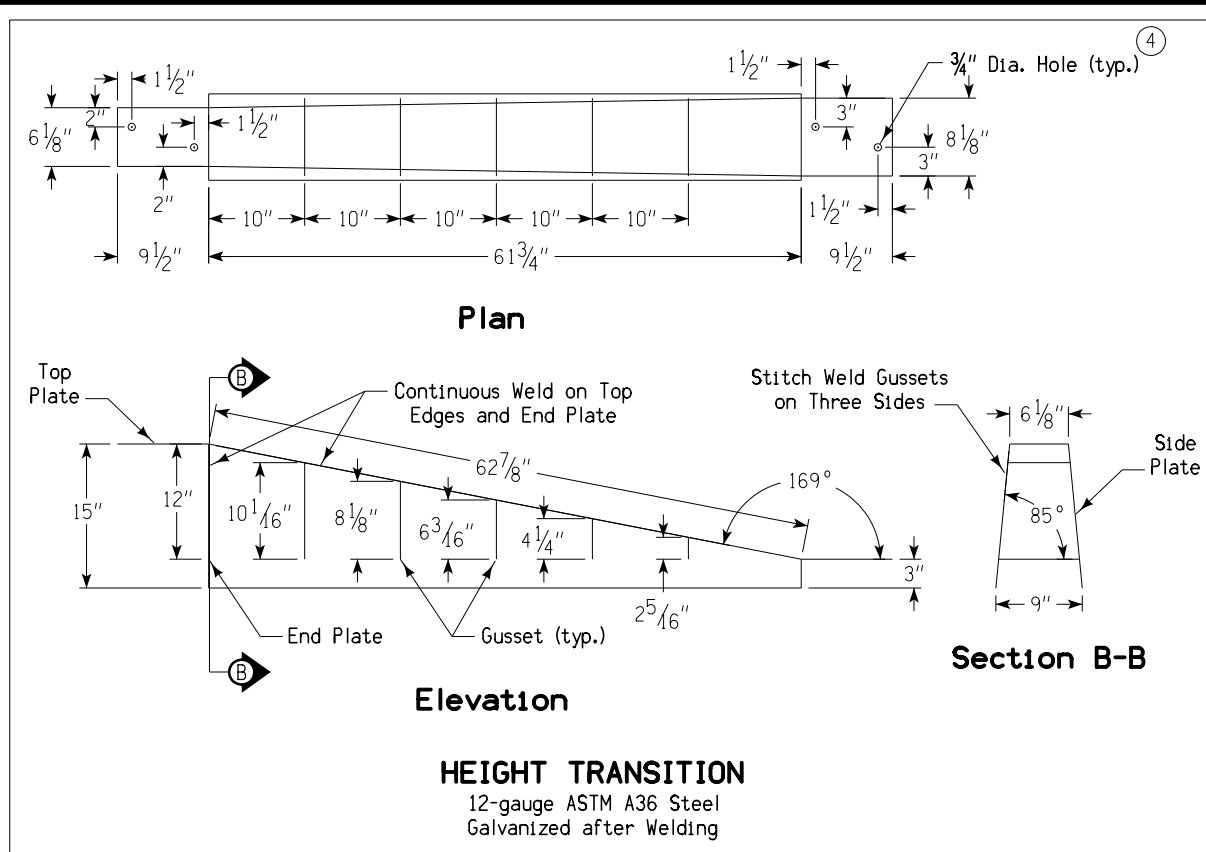 4
1 1/2"
1 1/2"
3/4" Dia. Hole (typ.)
2"
6 1/8"
1 1/2"
3"
8 1/8"
2"
3"
10"
10"
10"
10"
10"
1 1/2"
9 1/2"
61 3/4"
9 1/2"
Plan
Top
Plate
B
Continuous Weld on Top
Edges and End Plate
Stitch Weld Gussets
on Three Sides
6 1/8"
Side
Plate
62 7/8"
169°
15"
12"
10 1/16"
8 1/8"
6 3/16"
4 1/4"
85°
3"
2 5/16"
9"
End Plate
Gusset (typ.)
B
Section B-B
Elevation
HEIGHT TRANSITION
12-gauge ASTM A36 Steel
Galvanized after Welding